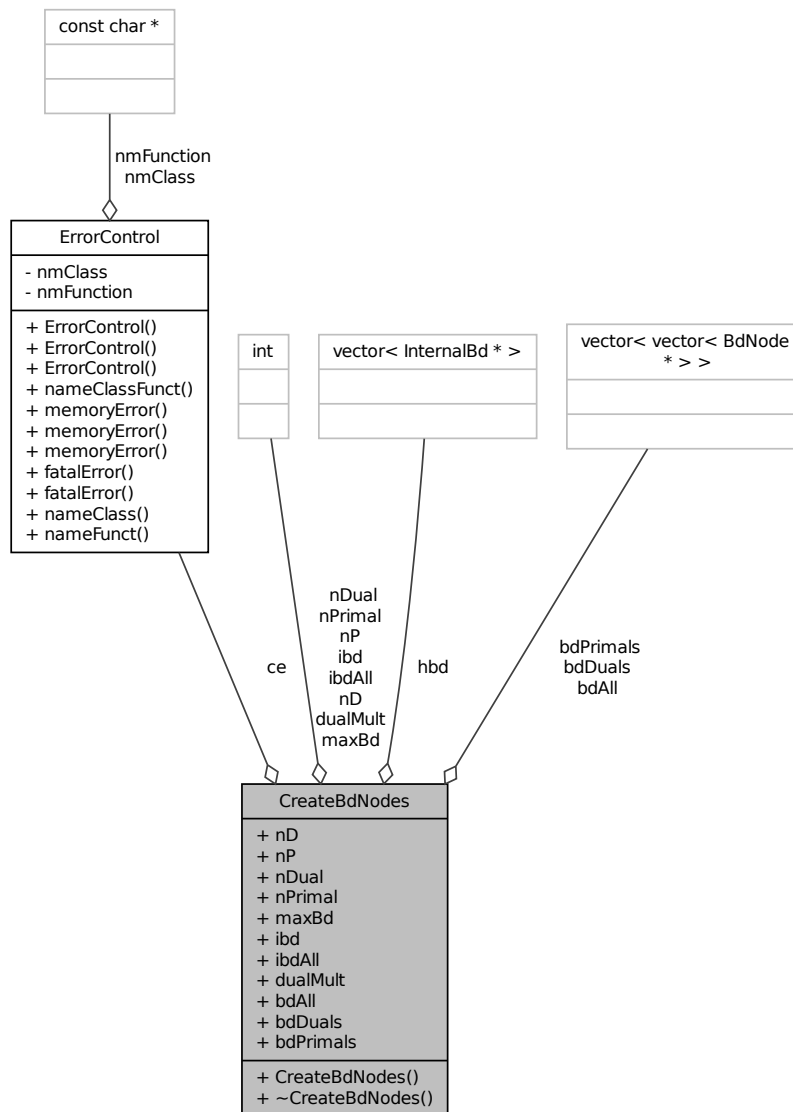 const char *
nmFunction
nmClass
ErrorControl
- nmClass
- nmFunction
+ ErrorControl()
+ ErrorControl()
+ ErrorControl()
+ nameClassFunct()
+ memoryError()
+ memoryError()
+ memoryError()
+ fatalError()
+ fatalError()
+ nameClass()
+ nameFunct()
int
vector< InternalBd * >
vector< vector< BdNode
* > >
ce
nDual
nPrimal
nP
ibd
ibdAll
nD
dualMult
maxBd
hbd
bdPrimals
bdDuals
bdAll
CreateBdNodes
+ nD
+ nP
+ nDual
+ nPrimal
+ maxBd
+ ibd
+ ibdAll
+ dualMult
+ bdAll
+ bdDuals
+ bdPrimals
+ CreateBdNodes()
+ ~CreateBdNodes()